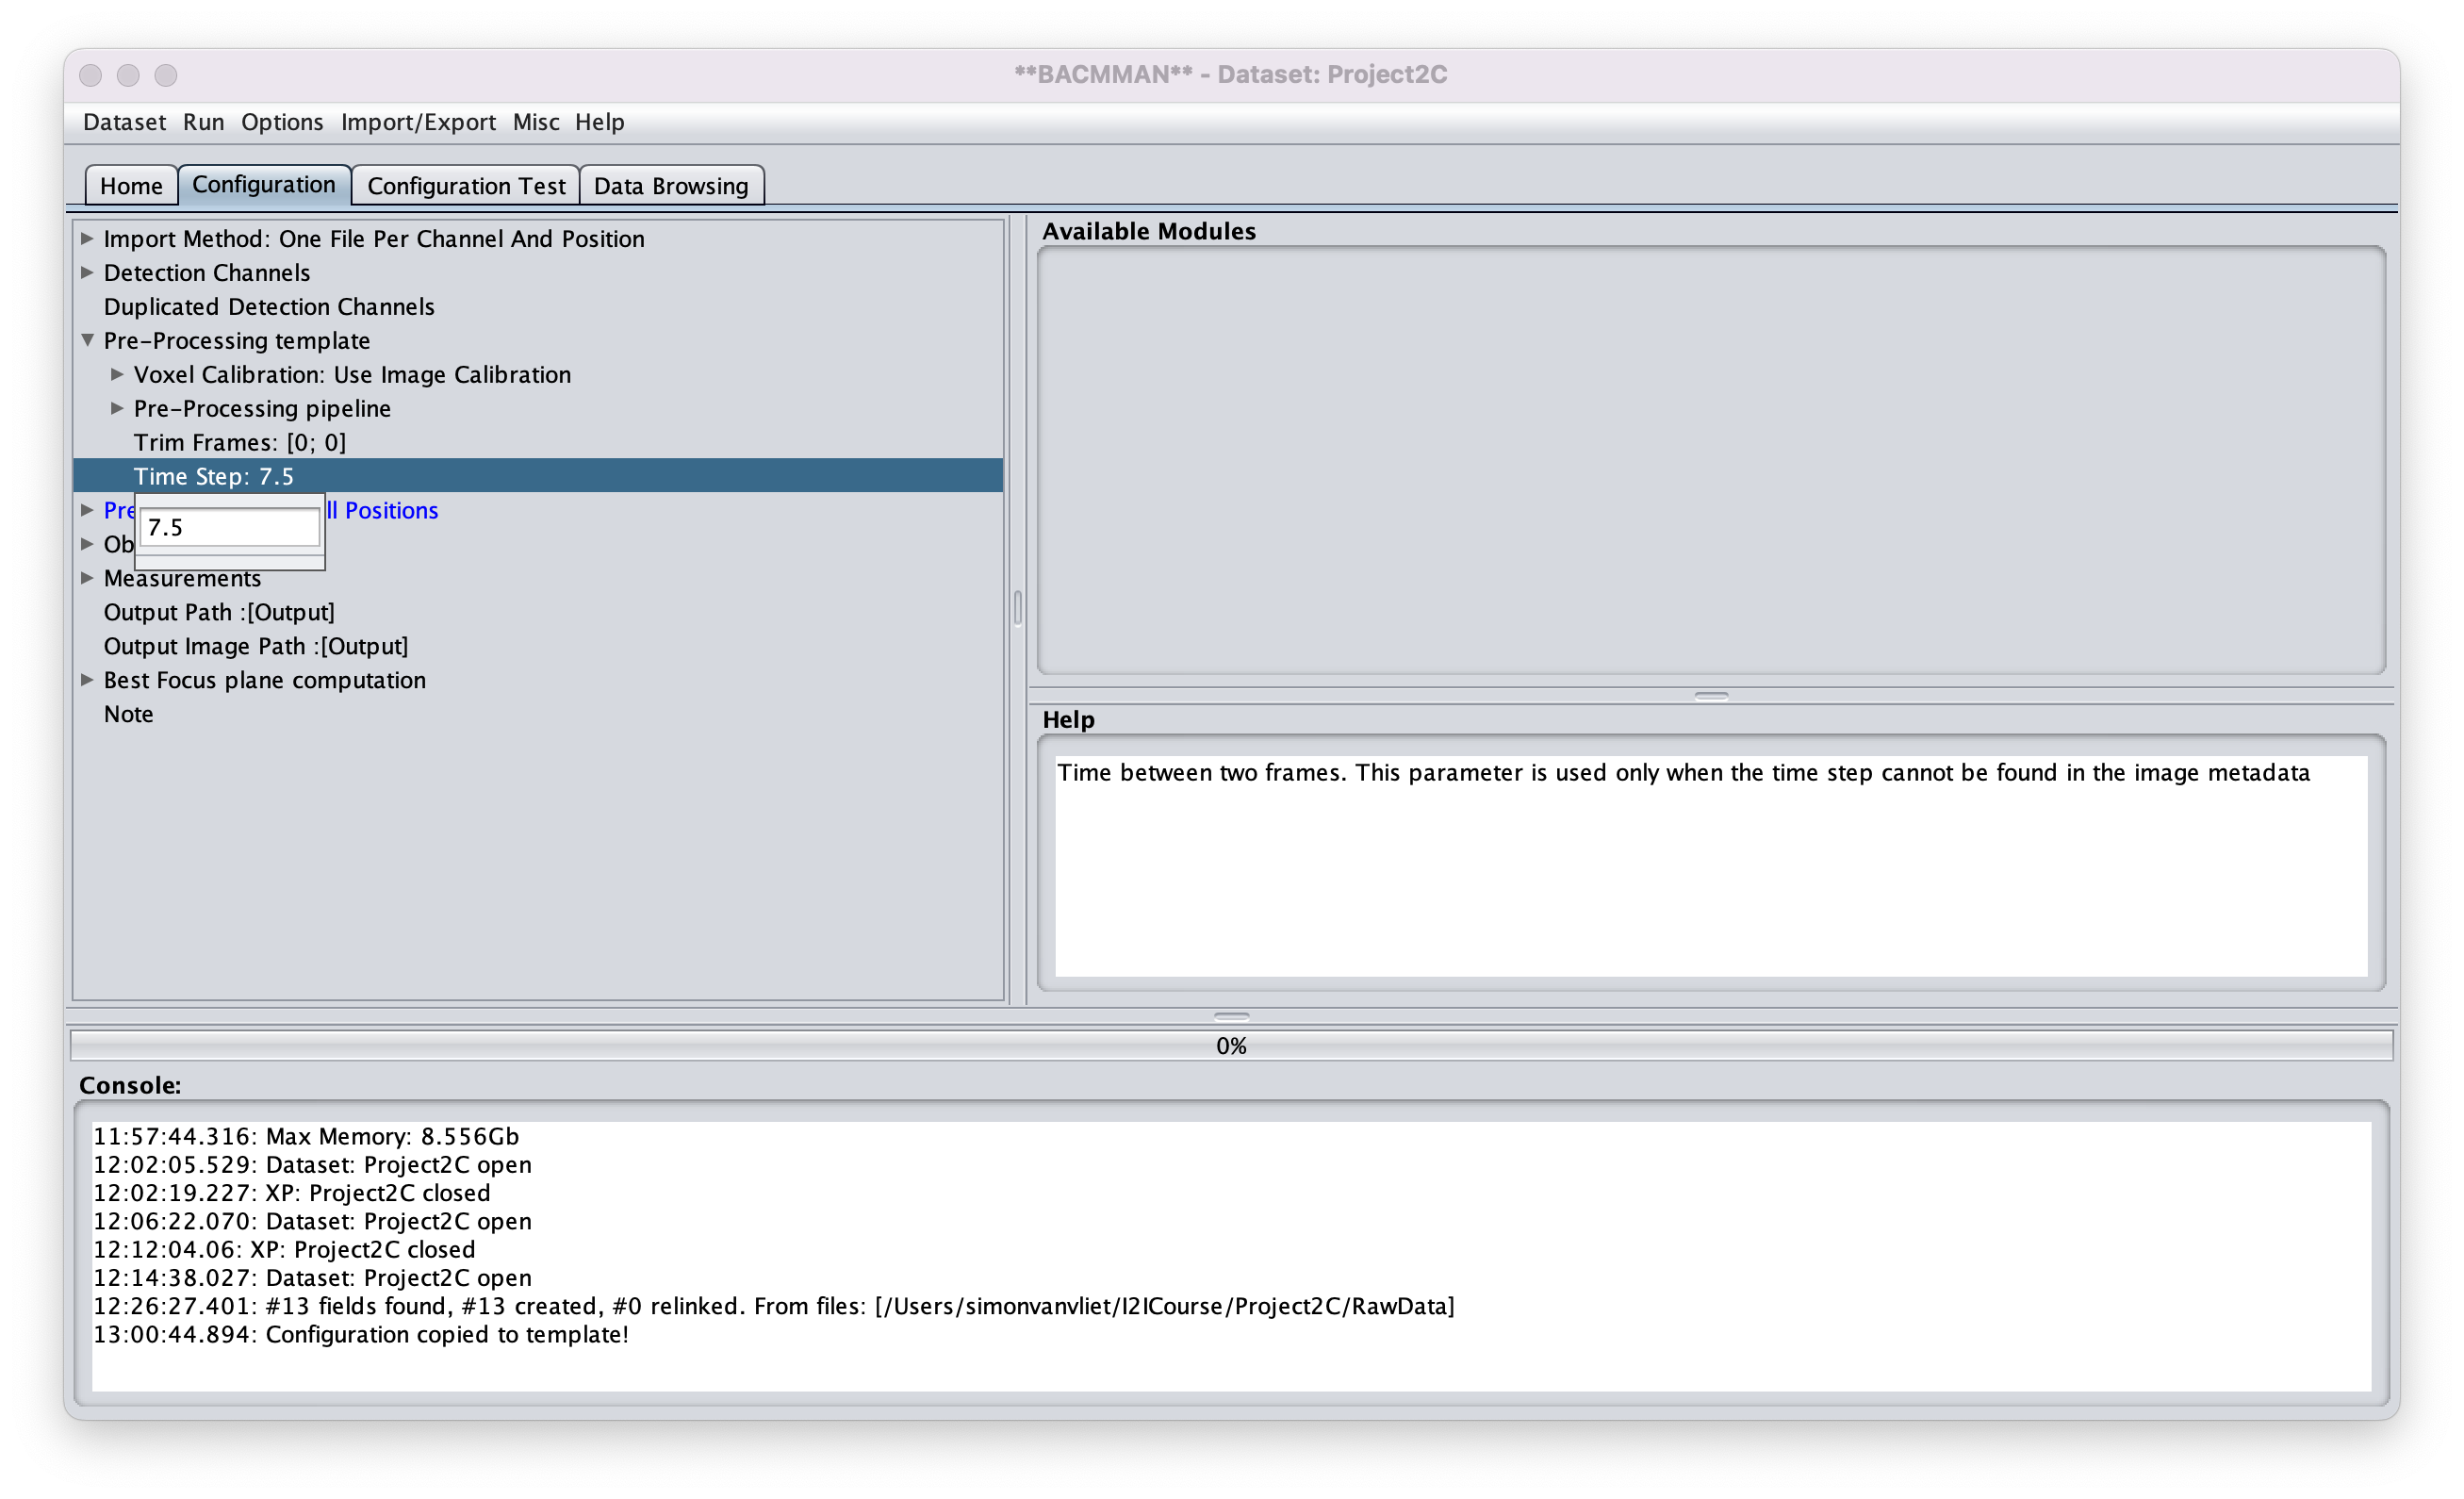 **BACMMAN** - Dataset: Project2C
Dataset Run Options Import/Export Misc Help
Home Configuration Configuration Test Data Browsing
Import Method: One File Per Channel And Position
Detection Channels
Duplicated Detection Channels
Pre-Processing template
Voxel Calibration: Use Image Calibration
Pre-Processing pipeline
Trim Frames: [0; 0]
Time Step: 7.5
Pre ll Positions
7.5
Ob
Measurements
Output Path :[Output]
Output Image Path :[Output]
Best Focus plane computation
Note
Available Modules
Help
Time between two frames. This parameter is used only when the time step cannot be found in the image metadata
0%
Console:
11:57:44.316: Max Memory: 8.556Gb
12:02:05.529: Dataset: Project2C open
12:02:19.227: XP: Project2C closed
12:06:22.070: Dataset: Project2C open
12:12:04.06: XP: Project2C closed
12:14:38.027: Dataset: Project2C open
12:26:27.401: #13 fields found, #13 created, #0 relinked. From files: [/Users/simonvanvliet/I2ICourse/Project2C/RawData]
13:00:44.894: Configuration copied to template!